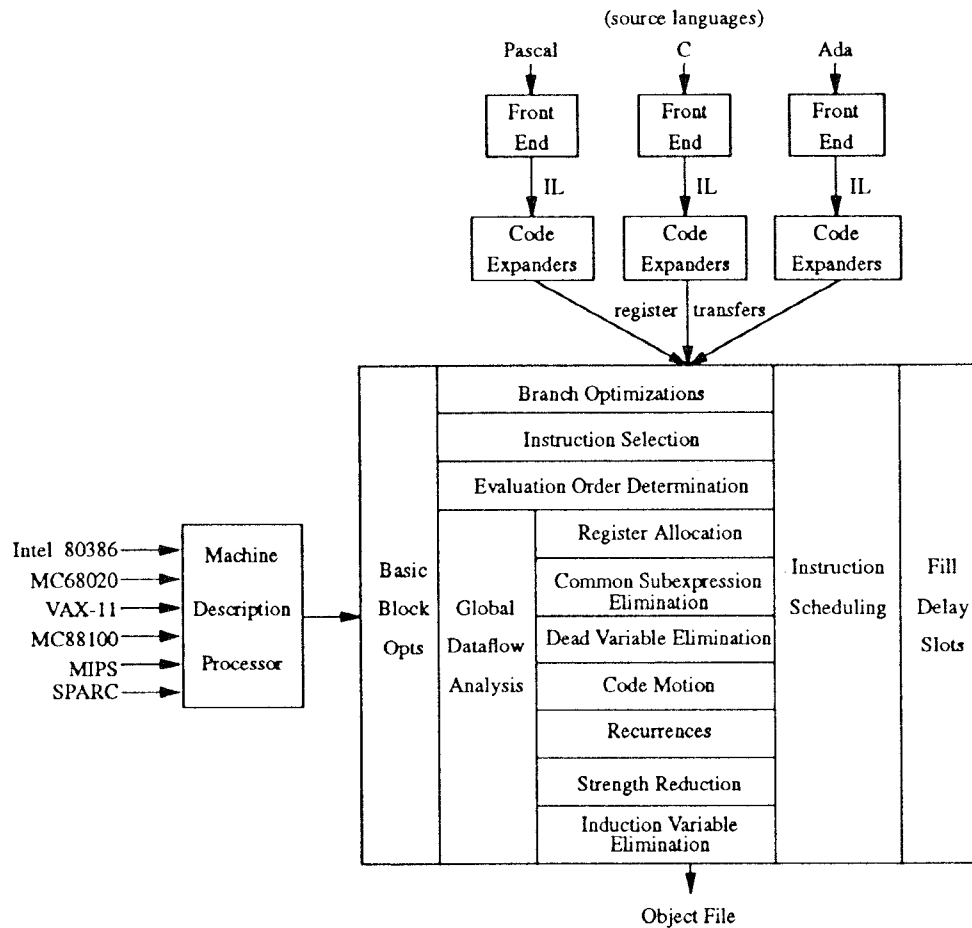 (source languages)
Pascal C Ada
Front Front Front
End End End
IL IL IL
Code Code Code
Expanders Expanders Expanders
register transfers
Branch Optimizations
Instruction Selection
Evaluation Order Determination
Intel 80386
MC68020
VAX-11
MC88100
MIPS
SPARC
Machine
Description
Processor
Basic
Block
Opts
Global
Dataflow
Analysis
Register Allocation
Common Subexpression
Elimination
Dead Variable Elimination
Code Motion
Recurrences
Strength Reduction
Induction Variable
Elimination
Instruction
Scheduling
Fill
Delay
Slots
Object File